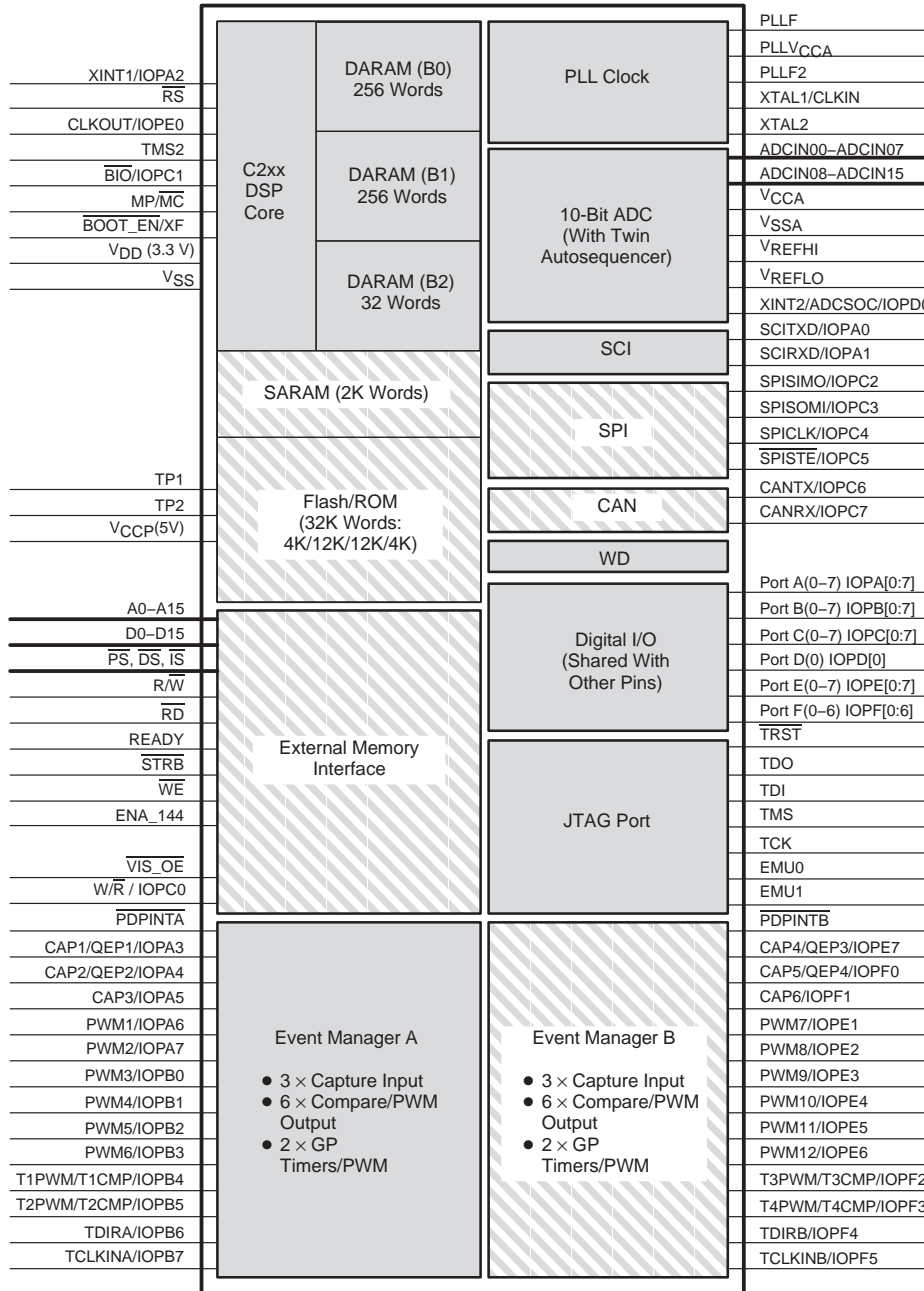 XINT1/IOPA2
RS
CLKOUT/IOPE0
TMS2
BIO/IOPC1
MP/MC
BOOT_EN/XF
VDD (3.3 V)
VSS
TP1
TP2
VCCP(5V)
A0–A15
D0–D15
PS, DS, IS
R/W
RD
READY
STRB
WE
ENA_144
VIS_OE
W/R / IOPC0
PDPINTA
CAP1/QEP1/IOPA3
CAP2/QEP2/IOPA4
CAP3/IOPA5
PWM1/IOPA6
PWM2/IOPA7
PWM3/IOPB0
PWM4/IOPB1
PWM5/IOPB2
PWM6/IOPB3
T1PWM/T1CMP/IOPB4
T2PWM/T2CMP/IOPB5
TDIRA/IOPB6
TCLKINA/IOPB7
C2xx
DSP
Core
DARAM (B0)
256 Words
DARAM (B1)
256 Words
DARAM (B2)
32 Words
SARAM (2K Words)
Flash/ROM
(32K Words:
4K/12K/12K/4K)
External Memory
Interface
Event Manager A
● 3 × Capture Input
● 6 × Compare/PWM
Output
● 2 × GP
Timers/PWM
PLL Clock
10-Bit ADC
(With Twin
Autosequencer)
SCI
SPI
CAN
WD
Digital I/O
(Shared With
Other Pins)
JTAG Port
Event Manager B
● 3 × Capture Input
● 6 × Compare/PWM
Output
● 2 × GP
Timers/PWM
PLLF
PLLVCCA
PLLF2
XTAL1/CLKIN
XTAL2
ADCIN00–ADCIN07
ADCIN08–ADCIN15
VCCA
VSSA
VREFHI
VREFLO
XINT2/ADCSOC/IOPD0
SCITXD/IOPA0
SCIRXD/IOPA1
SPISIMO/IOPC2
SPISOMI/IOPC3
SPICLK/IOPC4
SPISTE/IOPC5
CANTX/IOPC6
CANRX/IOPC7
Port A(0–7) IOPA[0:7]
Port B(0–7) IOPB[0:7]
Port C(0–7) IOPC[0:7]
Port D(0) IOPD[0]
Port E(0–7) IOPE[0:7]
Port F(0–6) IOPF[0:6]
TRST
TDO
TDI
TMS
TCK
EMU0
EMU1
PDPINTB
CAP4/QEP3/IOPE7
CAP5/QEP4/IOPF0
CAP6/IOPF1
PWM7/IOPE1
PWM8/IOPE2
PWM9/IOPE3
PWM10/IOPE4
PWM11/IOPE5
PWM12/IOPE6
T3PWM/T3CMP/IOPF2
T4PWM/T4CMP/IOPF3
TDIRB/IOPF4
TCLKINB/IOPF5